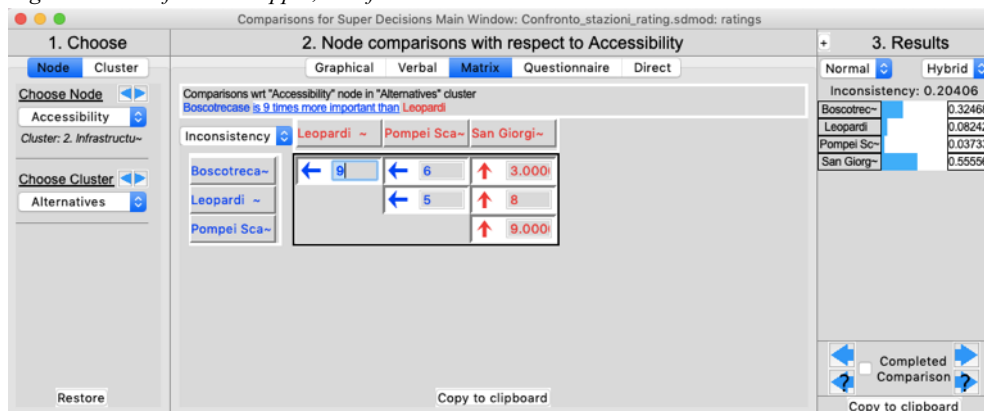 Comparisons for Super Decisions Main Window: Confronto_stazioni_rating.sdmod: ratings
1. Choose
2. Node comparisons with respect to Accessibility
+ 3. Results
Node Cluster
Graphical Verbal Matrix Questionnaire Direct
Normal Hybrid
Choose Node
Accessibility
Cluster: 2. Infrastructu~
Choose Cluster
Alternatives
Restore
Comparisons wrt "Accessibility" node in "Alternatives" cluster
Boscotrecase is 9 times more important than Leopardi
Inconsistency Leopardi ~ Pompei Sca~ San Giorgi~
Boscotreca~ 9 6 3.000
Leopardi ~ 5 8
Pompei Sca~ 9.000
Copy to clipboard
Inconsistency: 0.20406
Boscotrec~ 0.3246
Leopardi 0.0824
Pompei Sc~ 0.0373
San Giorg~ 0.5555
Completed
Comparison
? ?
Copy to clipboard